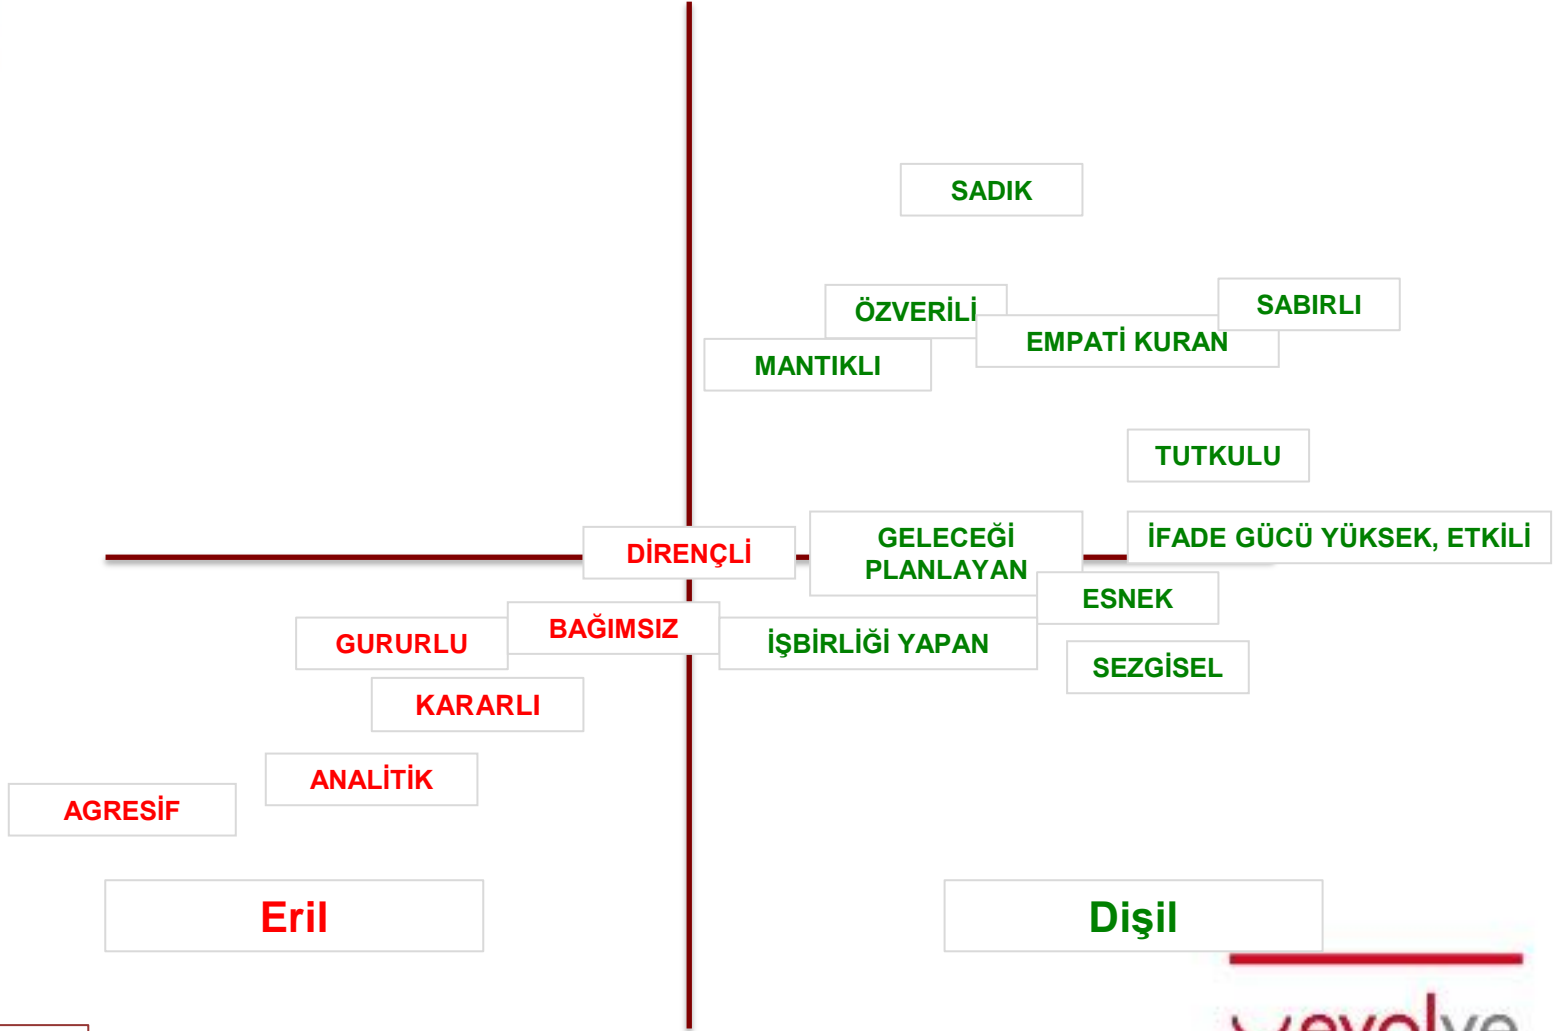 SADIK
SABIRLI
ÖZVERİLİ
EMPATİ KURAN
MANTIKLI
TUTKULU
GELECEĞİ
PLANLAYAN
İFADE GÜCÜ YÜKSEK, ETKİLİ
DİRENÇLİ
ESNEK
BAĞIMSIZ
GURURLU
İŞBİRLİĞİ YAPAN
SEZGİSEL
KARARLI
ANALİTİK
AGRESİF
Eril
Dişil